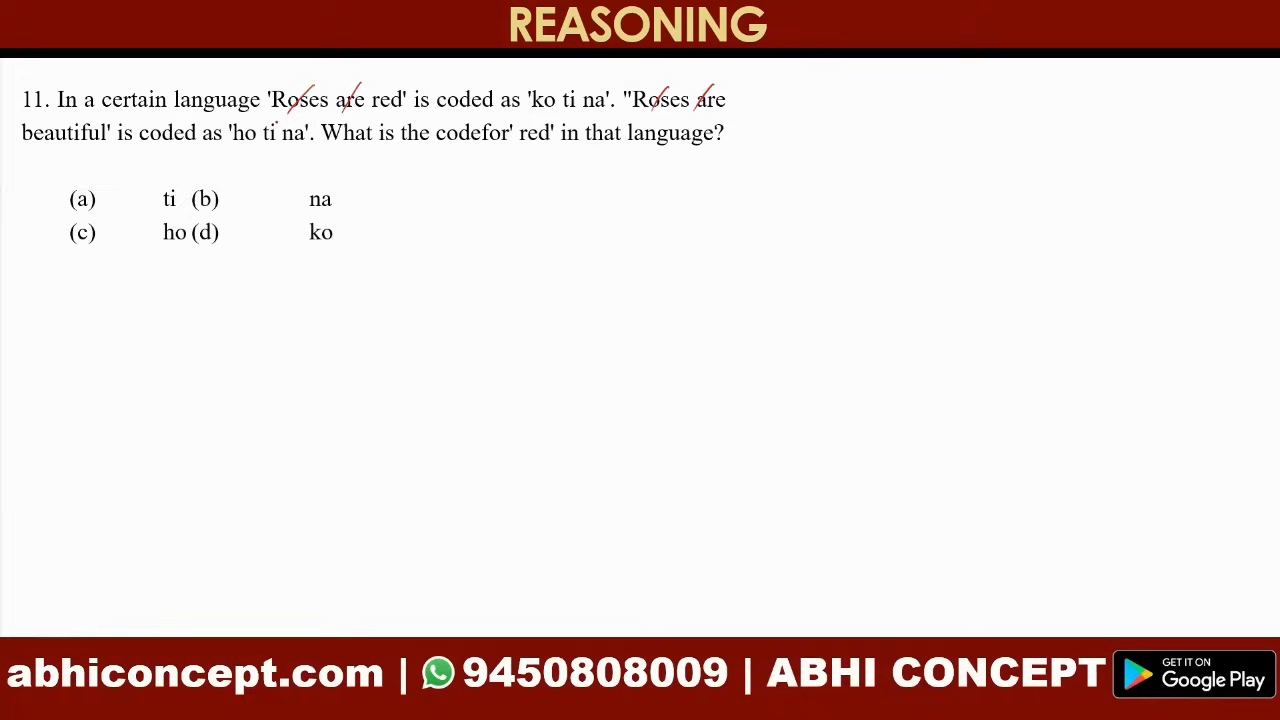 REASONING
11. In a certain language 'Roses are red' is coded as 'ko ti na'. "Roses are
beautiful' is coded as 'ho ti na'. What is the codefor' red' in that language?
(a) ti (b) na
(c) ho (d) ko
abhiconcept.com | 9450808009 | ABHI CONCEPT GET IT ON Google Play